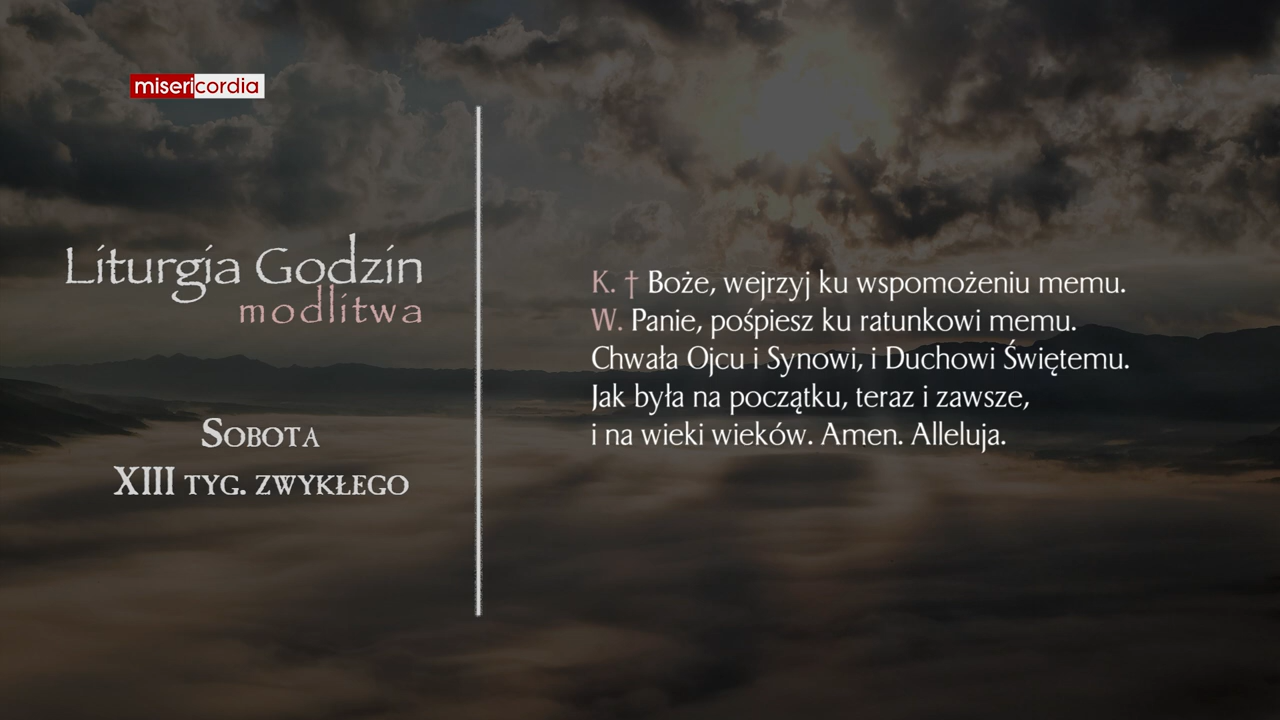 misericordia
Liturgia Godzin
modlitwa
Sobota
XIII tyg. zwykłego
K. † Boże, wejrzyj ku wspomożeniu memu.
W. Panie, pośpiesz ku ratunkowi memu.
Chwała Ojcu i Synowi, i Duchowi Świętemu.
Jak była na początku, teraz i zawsze,
i na wieki wieków. Amen. Alleluja.